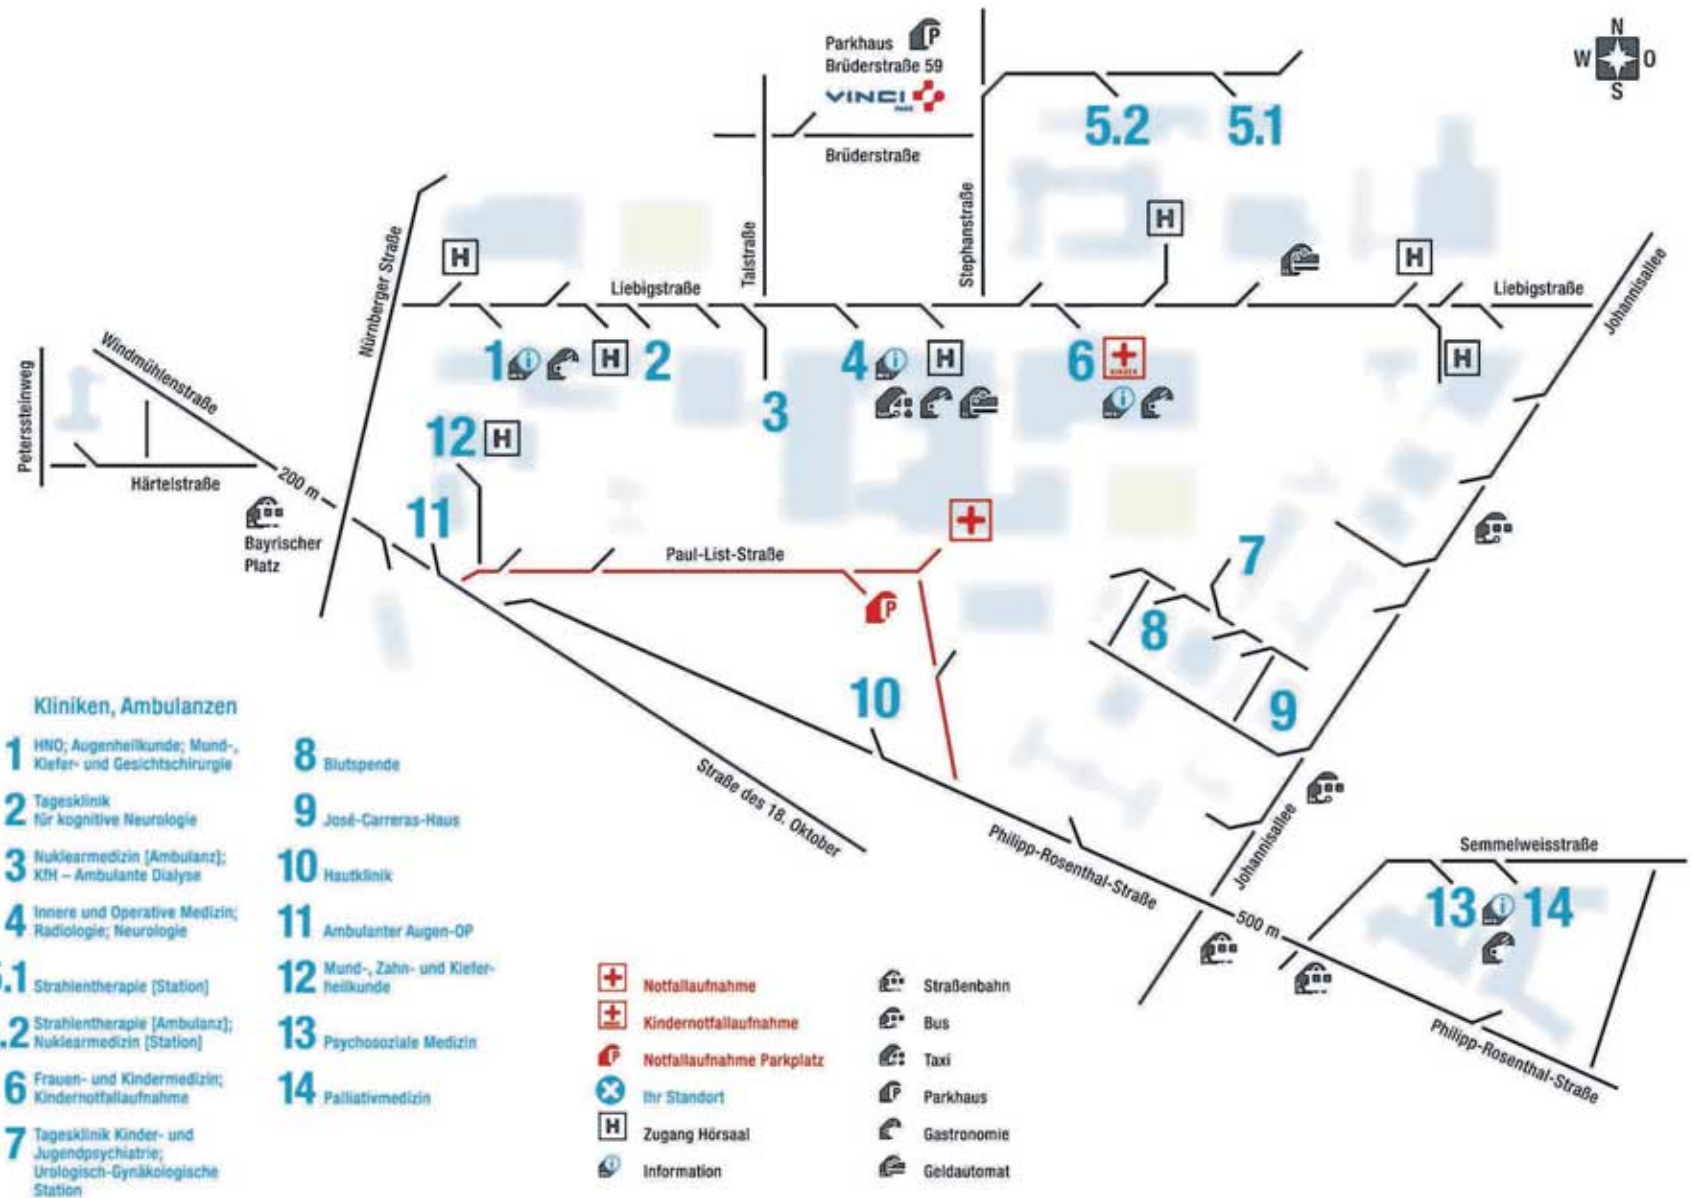 Parkhaus
Brüderstraße 59
VINCI
PARK
N
W O
S
5.2 5.1
Brüderstraße
Stephanstraße
Talstraße
Nürnberger Straße
Johannisallee
H
H
H
Liebigstraße
Liebigstraße
Windmühlenstraße
Peterssteinweg
1 H 2
4 H
6
H
3
12 H
Härtelstraße
200 m
11
Bayrischer
Platz
Paul-List-Straße
P
7
8
10
9
Straße des 18. Oktober
Philipp-Rosenthal-Straße
Johannisallee
500 m
Semmelweisstraße
13 14
Philipp-Rosenthal-Straße
Kliniken, Ambulanzen
1 HNO; Augenheilkunde; Mund-,
Kiefer- und Gesichtschirurgie
2 Tagesklinik
für kognitive Neurologie
3 Nuklearmedizin [Ambulanz];
KfH – Ambulante Dialyse
4 Innere und Operative Medizin;
Radiologie; Neurologie
5.1 Strahlentherapie [Station]
5.2 Strahlentherapie [Ambulanz];
Nuklearmedizin [Station]
6 Frauen- und Kindermedizin;
Kindernotfallaufnahme
7 Tagesklinik Kinder- und
Jugendpsychiatrie;
Urologisch-Gynäkologische
Station
8 Blutspende
9 José-Carreras-Haus
10 Hautklinik
11 Ambulanter Augen-OP
12 Mund-, Zahn- und Kiefer-
heilkunde
13 Psychosoziale Medizin
14 Palliativmedizin
Notfallaufnahme
Kindernotfallaufnahme
P Notfallaufnahme Parkplatz
Ihr Standort
H Zugang Hörsaal
i Information
Straßenbahn
Bus
Taxi
P Parkhaus
Gastronomie
Geldautomat